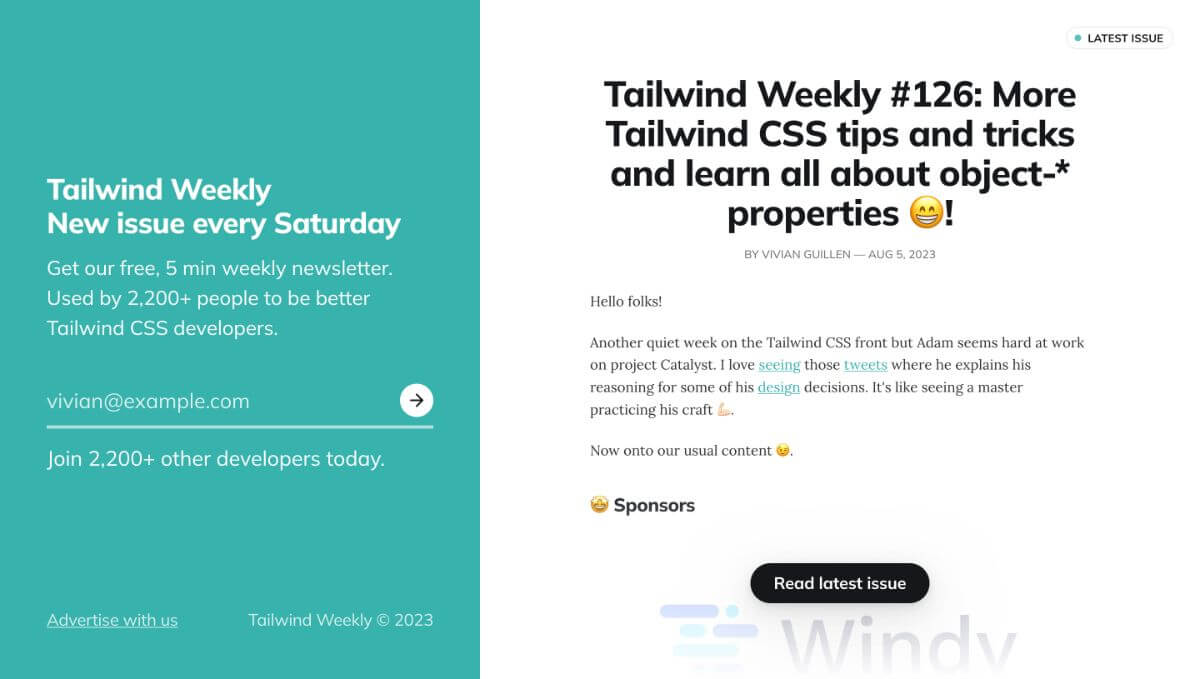 Tailwind Weekly
New issue every Saturday
Get our free, 5 min weekly newsletter.
Used by 2,200+ people to be better
Tailwind CSS developers.
vivian@example.com
Join 2,200+ other developers today.
Advertise with us
Tailwind Weekly © 2023
LATEST ISSUE
Tailwind Weekly #126: More
Tailwind CSS tips and tricks
and learn all about object-*
properties 😁!
BY VIVIAN GUILLEN — AUG 5, 2023
Hello folks!
Another quiet week on the Tailwind CSS front but Adam seems hard at work
on project Catalyst. I love seeing those tweets where he explains his
reasoning for some of his design decisions. It's like seeing a master
practicing his craft 💪🏻.
Now onto our usual content 😉.
🤩 Sponsors
Read latest issue
Windy